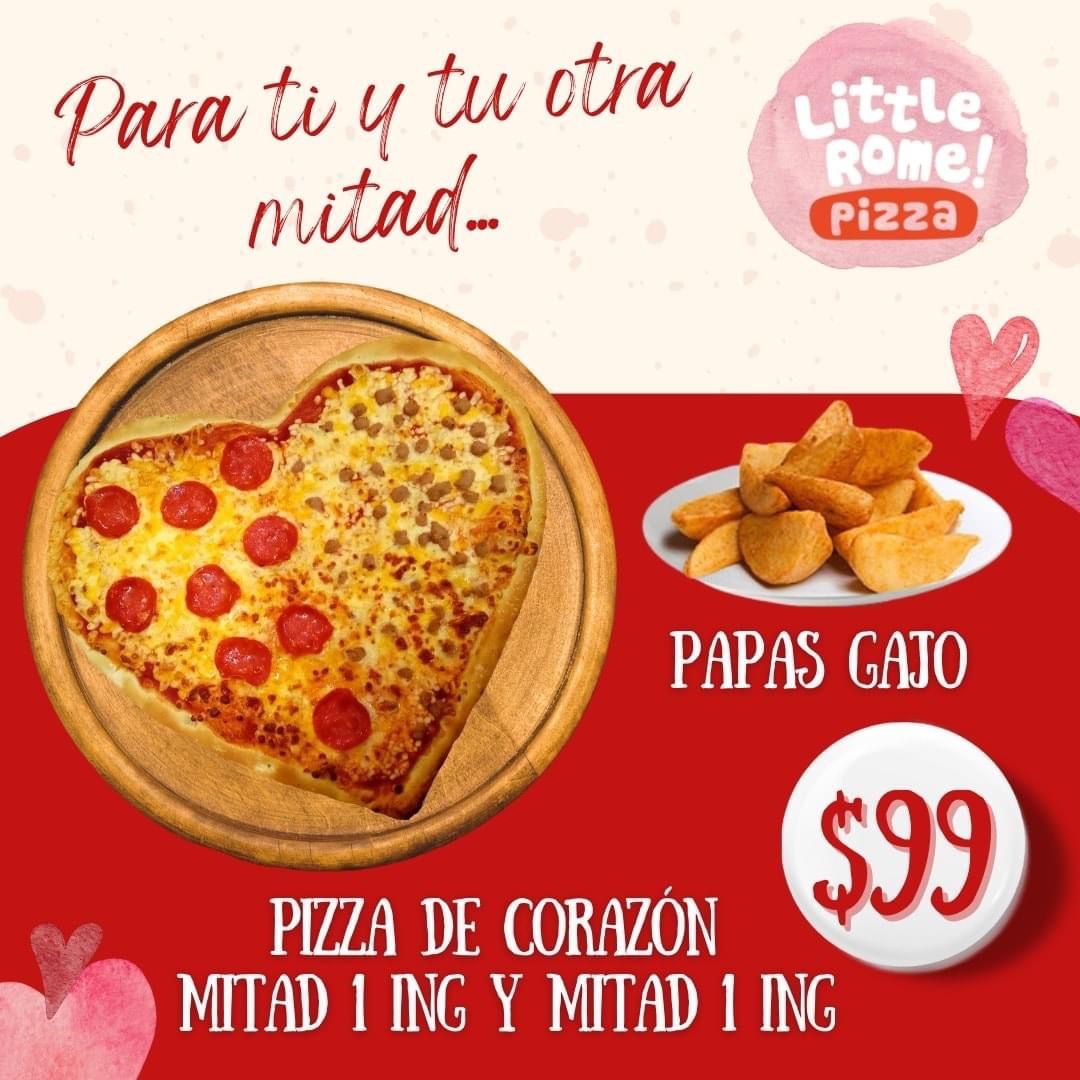 Para ti y tu otra
mitad...
Little
Rome!
Pizza
PAPAS GAJO
$99
PIZZA DE CORAZÓN
MITAD 1 ING Y MITAD 1 ING